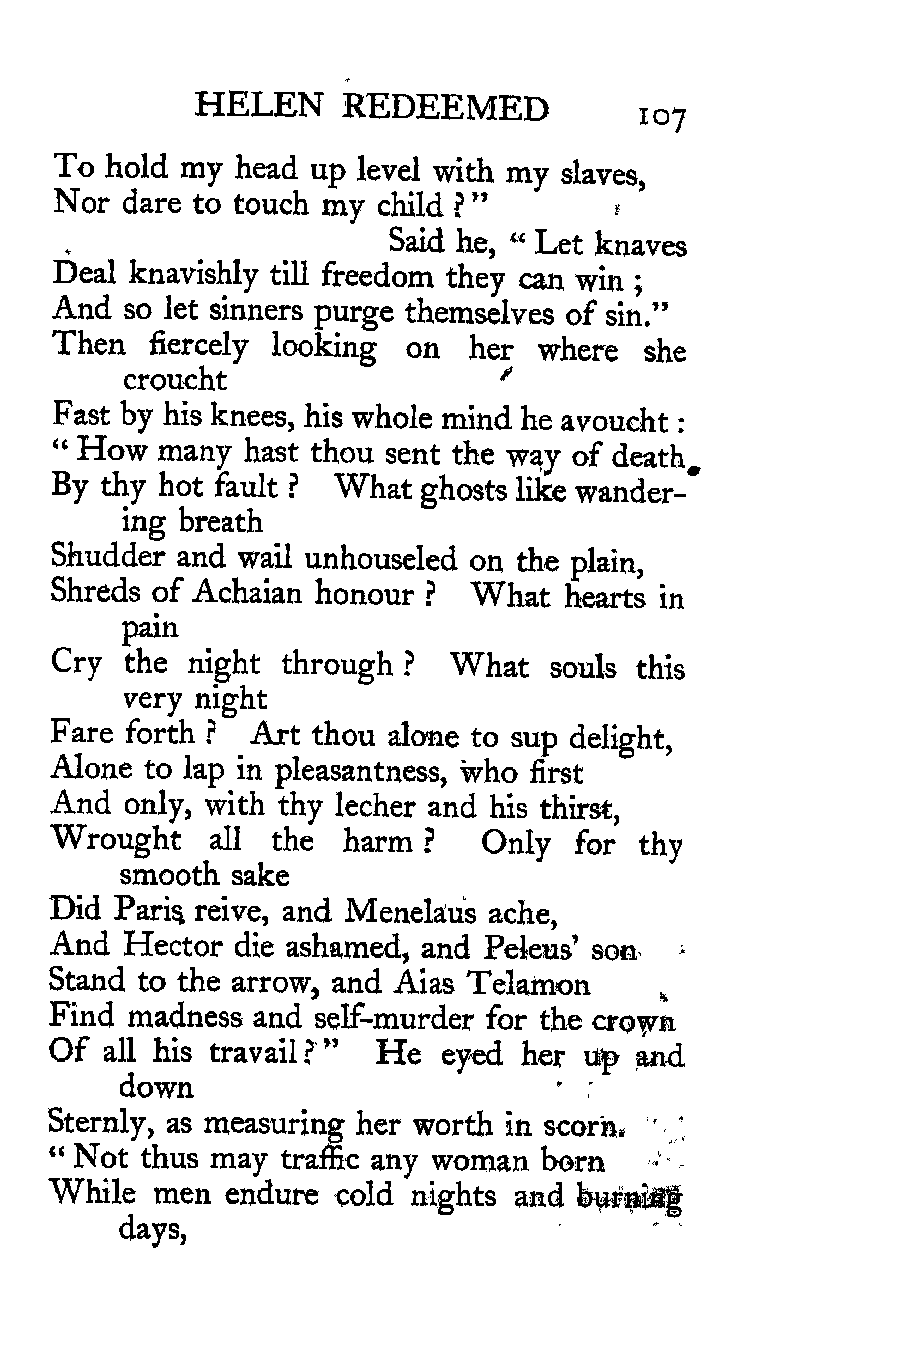 HELEN REDEEMED 107
To hold my head up level with my slaves,
Nor dare to touch my child ?"
Said he, " Let knaves
Deal knavishly till freedom they can win ;
And so let sinners purge themselves of sin."
Then fiercely looking on her where she
croucht
Fast by his knees, his whole mind he avoucht :
" How many hast thou sent the way of death
By thy hot fault ? What ghosts like wander-
ing breath
Shudder and wail unhouseled on the plain,
Shreds of Achaian honour ? What hearts in
pain
Cry the night through ? What souls this
very night
Fare forth ? Art thou alone to sup delight,
Alone to lap in pleasantness, who first
And only, with thy lecher and his thirst,
Wrought all the harm ? Only for thy
smooth sake
Did Paris reive, and Menelaus ache,
And Hector die ashamed, and Peleus' son
Stand to the arrow, and Aias Telamon
Find madness and self-murder for the crown
Of all his travail ? " He eyed her up and
down
Sternly, as measuring her worth in scorn.
" Not thus may traffic any woman born
While men endure cold nights and burning
days,